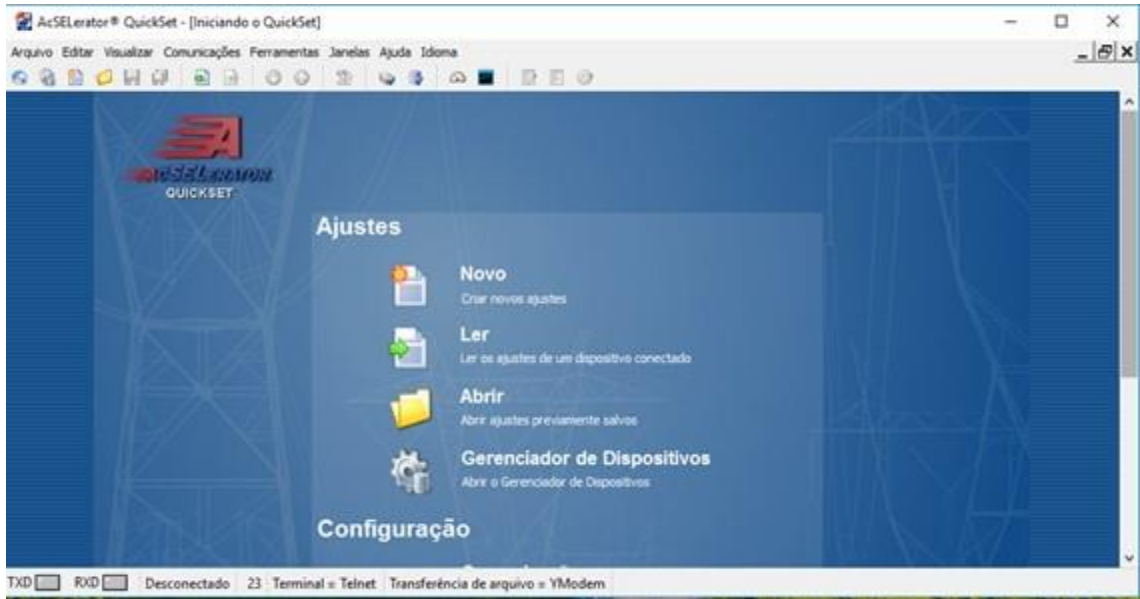 AcSELerator® QuickSet - [Iniciando o QuickSet]
Arquivo Editar Visualizar Comunicações Ferramentas Janelas Ajuda Idioma
ACSELERATOR
QUICKSET
Ajustes
Novo
Criar novos ajustes
Ler
Ler os ajustes de um dispositivo conectado
Abrir
Abrir ajustes previamente salvos
Gerenciador de Dispositivos
Abrir o Gerenciador de Dispositivos
Configuração
TXD RXD Desconectado 23 Terminal = Telnet Transferência de arquivo = YModem